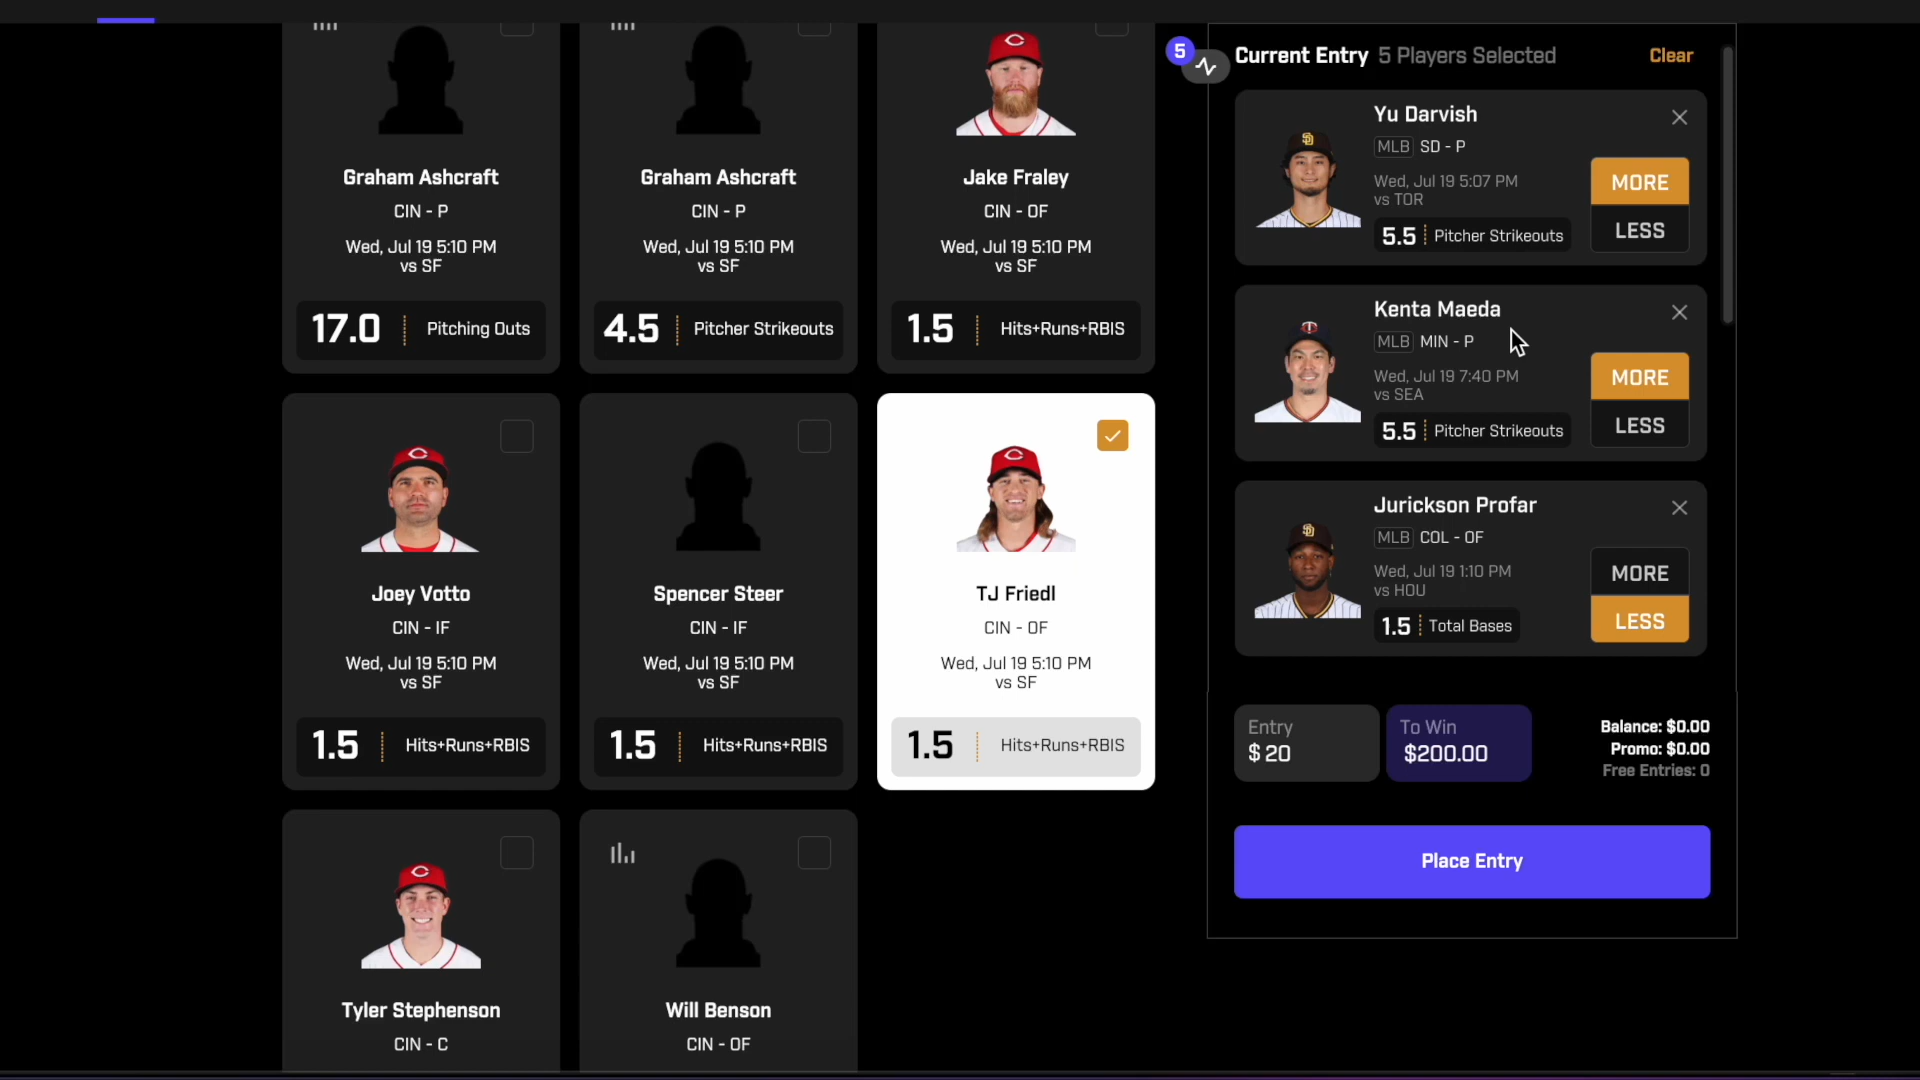 Graham Ashcraft
CIN - P
Wed, Jul 19 5:10 PM
vs SF
17.0 Pitching Outs
Graham Ashcraft
CIN - P
Wed, Jul 19 5:10 PM
vs SF
4.5 Pitcher Strikeouts
Jake Fraley
CIN - OF
Wed, Jul 19 5:10 PM
vs SF
1.5 Hits+Runs+RBIS
Joey Votto
CIN - IF
Wed, Jul 19 5:10 PM
vs SF
1.5 Hits+Runs+RBIS
Spencer Steer
CIN - IF
Wed, Jul 19 5:10 PM
vs SF
1.5 Hits+Runs+RBIS
TJ Friedl
CIN - OF
Wed, Jul 19 5:10 PM
vs SF
1.5 Hits+Runs+RBIS
Tyler Stephenson
CIN - C
Will Benson
CIN - OF
5
Current Entry 5 Players Selected Clear
Yu Darvish
MLB SD - P
Wed, Jul 19 5:07 PM
vs TOR
5.5 Pitcher Strikeouts
MORE
LESS
Kenta Maeda
MLB MIN - P
Wed, Jul 19 7:40 PM
vs SEA
5.5 Pitcher Strikeouts
MORE
LESS
Jurickson Profar
MLB COL - OF
Wed, Jul 19 1:10 PM
vs HOU
1.5 Total Bases
MORE
LESS
Entry
$ 20
To Win
$200.00
Balance: $0.00
Promo: $0.00
Free Entries: 0
Place Entry